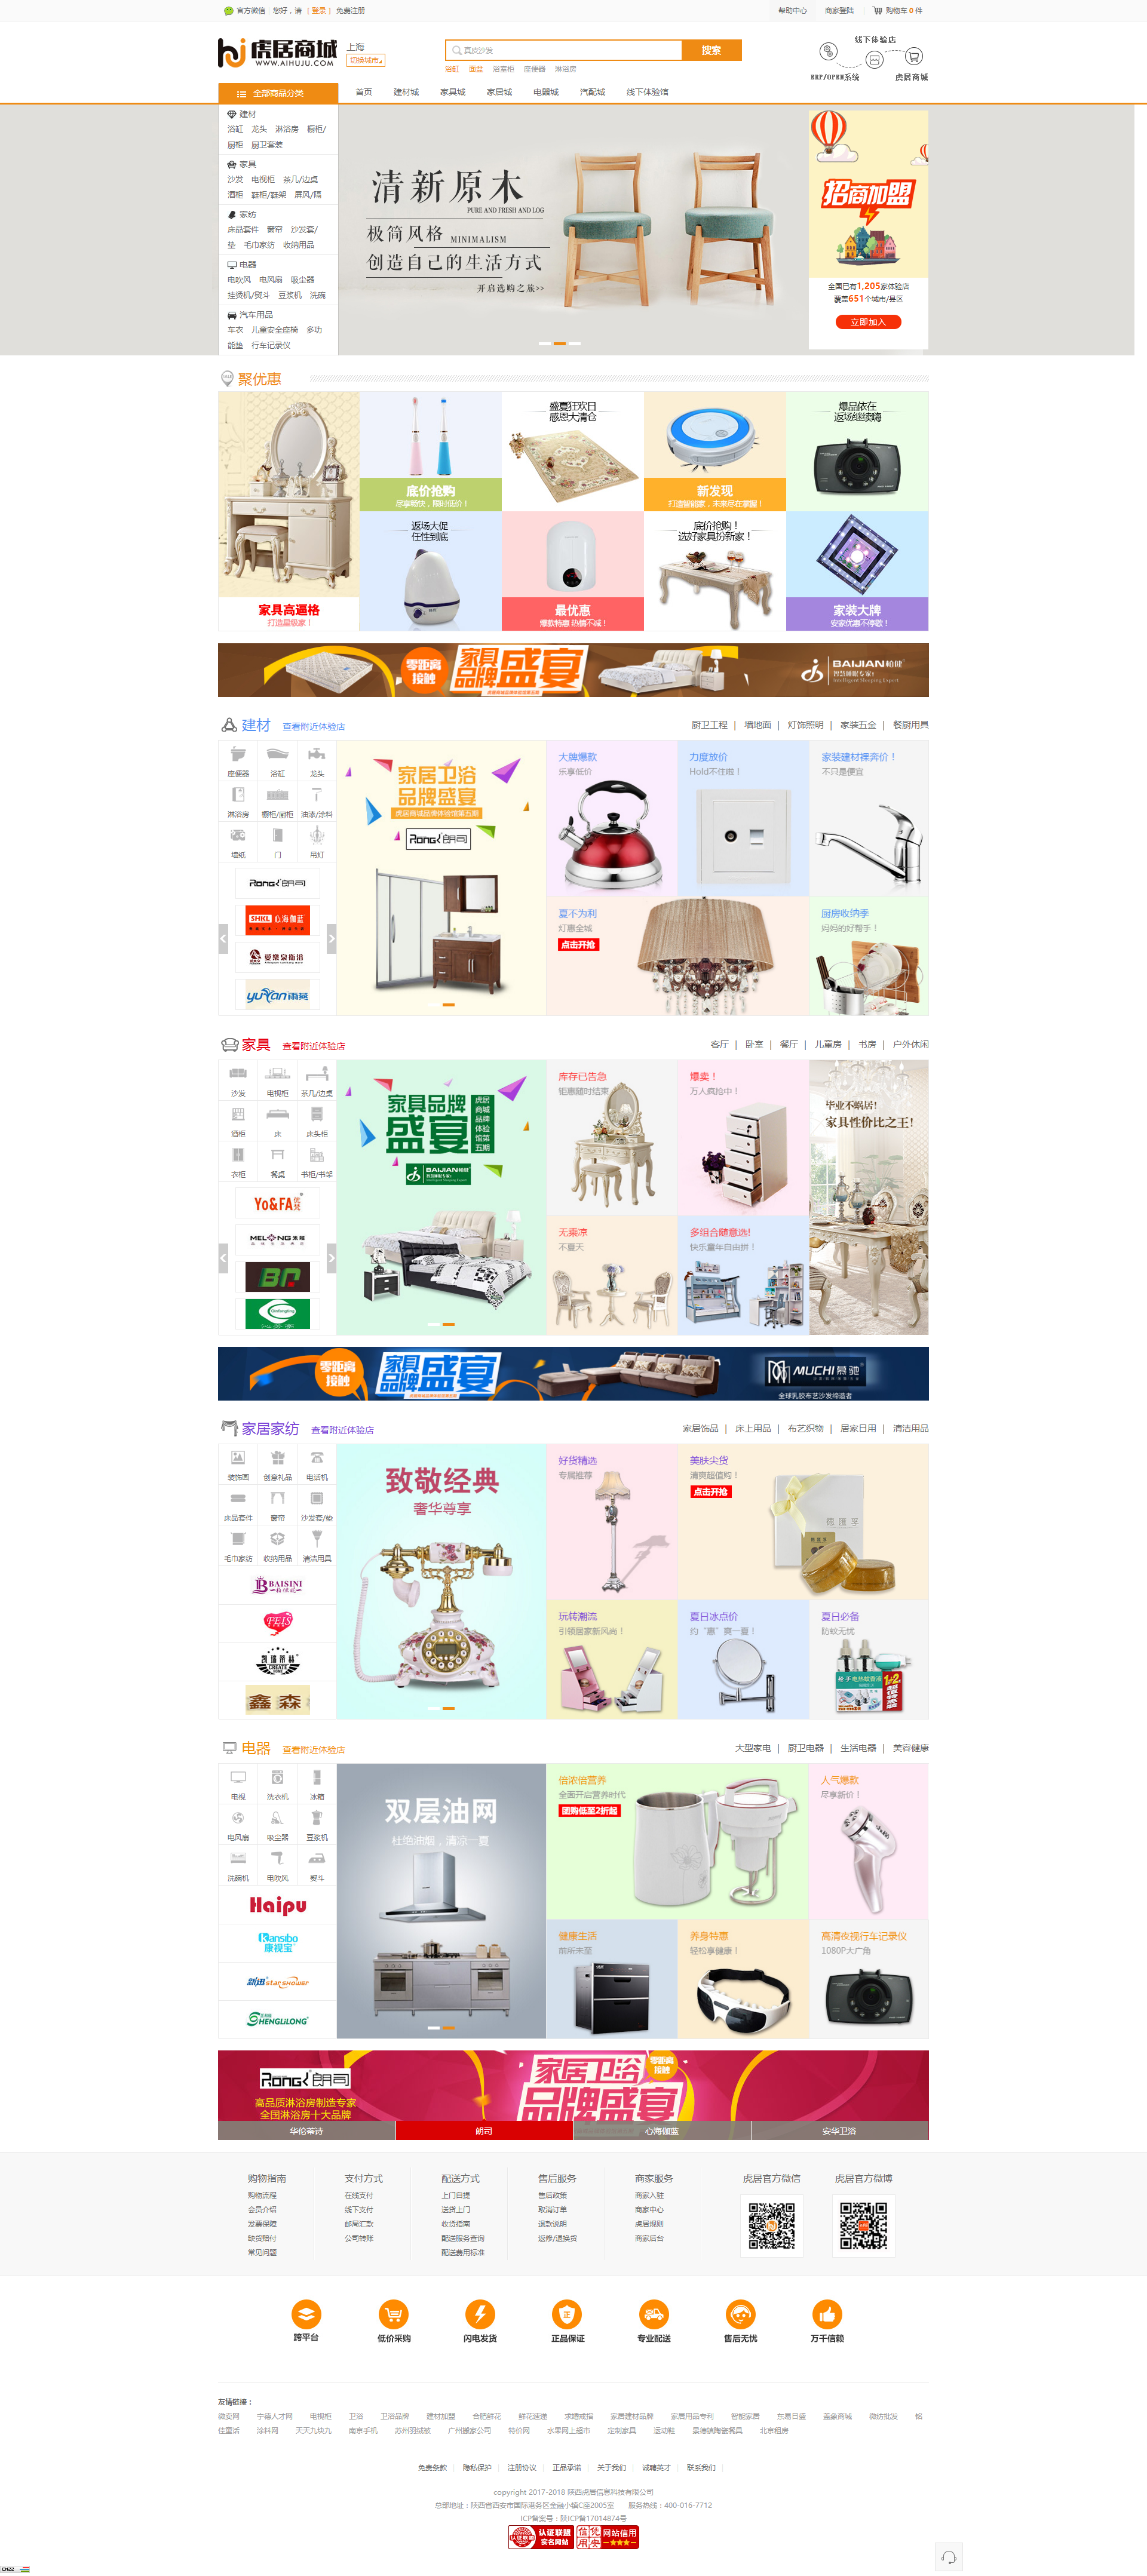 官方微信 您好，请 [ 登录 ] 免费注册
帮助中心 商家登陆 购物车 0 件
虎居商城
WWW.AIHUJU.COM
上海
切换城市
真皮沙发
搜索
浴缸 面盆 浴室柜 座便器 淋浴房
线下体验店
ERP/OPEN系统 虎居商城
全部商品分类 首页 建材城 家具城 家居城 电器城 汽配城 线下体验馆
建材
浴缸 龙头 淋浴房 橱柜/
厨柜 厨卫套装
家具
沙发 电视柜 茶几/边桌
酒柜 鞋柜/鞋架 屏风/隔
家纺
床品套件 窗帘 沙发套/
垫 毛巾家纺 收纳用品
电器
电吹风 电风扇 吸尘器
挂烫机/熨斗 豆浆机 洗碗
汽车用品
车衣 儿童安全座椅 多功
能垫 行车记录仪
清新原木
PURE AND FRESH AND LOG
极简风格 MINIMALISM
创造自己的生活方式
开启选购之旅>>
招商加盟
全国已有1,205家体验店
覆盖651个城市/县区
立即加入
聚优惠
家具高逼格
打造屋级家！
底价抢购
尽享畅快，限时低价！
盛夏狂欢日
感恩大清仓
新发现
打造智能家，未来尽在掌握！
爆品依在
返场继续嗨
返场大促
任性到底
最优惠
爆款特惠 热情不减！
底价抢购！
选好家具扮新家！
家装大牌
安家优惠不停歇！
零距离
接触
家具
品牌
盛宴
BAIJIAN柏健
智慧睡眠专家!
Intelligent Sleeping Expert
建材 查看附近体验店
厨卫工程 | 墙地面 | 灯饰照明 | 家装五金 | 餐厨用具
座便器 浴缸 龙头
淋浴房 橱柜/厨柜 油漆/涂料
墙纸 门 吊灯
Rong 朗司
SHKL 心海伽蓝
爱乐泉衡浴
yuYan 雨燕
家居卫浴
品牌盛宴
虎居商城品牌体验馆第五期
Rong 朗司
大牌爆款
乐享低价
力度放价
Hold不住啦！
家装建材裸奔价！
不只是便宜
夏不为利
灯惠全城
点击开抢
厨房收纳季
妈妈的好帮手！
家具 查看附近体验店
客厅 | 卧室 | 餐厅 | 儿童房 | 书房 | 户外休闲
沙发 电视柜 茶几/边桌
酒柜 床 床头柜
衣柜 餐桌 书柜/书架
Yo&FA 优梵
Qindaxiong
家具品牌
盛宴
虎居商城品牌体验馆第五期
BAIJIAN柏健
智慧睡眠专家!
库存已告急
钜惠随时结束
爆卖！
万人疯抢中！
毕业不蜗居!
家具性价比之王!
无乘凉
不夏天
多组合随意选!
快乐童年自由拼！
零距离
接触
家具
品牌
盛宴
MUCHI慕驰
全球乳胶布艺沙发缔造者
家居家纺 查看附近体验店
家居饰品 | 床上用品 | 布艺织物 | 居家日用 | 清洁用品
装饰画 创意礼品 电话机
床品套件 窗帘 沙发套/垫
毛巾家纺 收纳用品 清洁用具
BAISINI
凯瑞蒂林
CREATE
鑫森
致敬经典
奢华尊享
好货精选
专属推荐
美肤尖货
清爽超值购！
点击开抢
玩转潮流
引领居家新风尚！
夏日冰点价
约“惠”爽一夏！
夏日必备
防蚊无忧
电器 查看附近体验店
大型家电 | 厨卫电器 | 生活电器 | 美容健康
电视 洗衣机 冰箱
电风扇 吸尘器 豆浆机
洗碗机 电吹风 熨斗
Haipu
Kansibo
康视宝
新迅 STARSHOWER
SHENGLILONG
双层油网
杜绝油烟，清凉一夏
倍浓倍营养
全面开启营养时代
团购低至2折起
人气爆款
尽享新价！
健康生活
前所未至
养身特惠
轻松享健康！
高清夜视行车记录仪
1080P大广角
Rong 朗司
高品质淋浴房制造专家
全国淋浴房十大品牌
家居卫浴
品牌盛宴
零距离
接触
华伦蒂诗 朗司 心海伽蓝 安华卫浴
购物指南 支付方式 配送方式 售后服务 商家服务 虎居官方微信 虎居官方微博
购物流程 在线支付 上门自提 售后政策 商家入驻
会员介绍 线下支付 送货上门 取消订单 商家中心
发票保障 邮局汇款 收货指南 退款说明 虎居规则
缺货赔付 公司转账 配送服务查询 返修/退换货 商家后台
常见问题 配送费用标准
跨平台 低价采购 闪电发货 正品保证 专业配送 售后无忧 万千信赖
友情链接：
微卖网 宁德人才网 电视柜 卫浴 卫浴品牌 建材加盟 合肥鲜花 鲜花速递 求婚戒指 家居建材品牌 家居用品专利 智能家居 东易日盛 盖象商城 微纺批发 铭
佳童话 涂料网 天天九块九 南京手机 苏州羽绒被 广州搬家公司 特价网 水果网上超市 定制家具 运动鞋 景德镇陶瓷餐具 北京租房
免责条款 隐私保护 注册协议 正品承诺 关于我们 诚聘英才 联系我们
copyright 2017-2018 陕西虎居信息科技有限公司
总部地址：陕西省西安市国际港务区金融小镇C座2005室 服务热线：400-016-7712
ICP备案号：陕ICP备17014874号
认证联盟
实名网站
网站信用
CNZZ